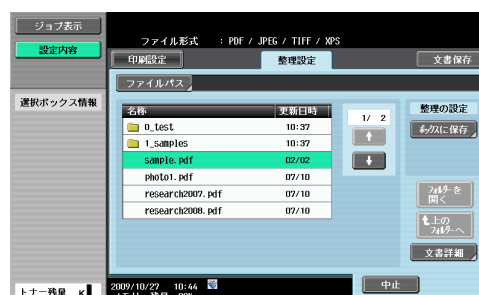 ジョブ表示
設定内容
選択ボックス情報
トナー残量 K
ファイル形式 : PDF / JPEG / TIFF / XPS
印刷設定
整理設定
文書保存
ファイルパス
名称 更新日時
0_test 10:37
1_samples 10:37
sample.pdf 02/02
photo1.pdf 07/10
research2007.pdf 07/10
research2008.pdf 07/10
1/ 2
↑
↓
整理の設定
ボックスに保存
フォルダーを
開く
上の
フォルダーへ
文書詳細
2009/10/27 10:44
中止